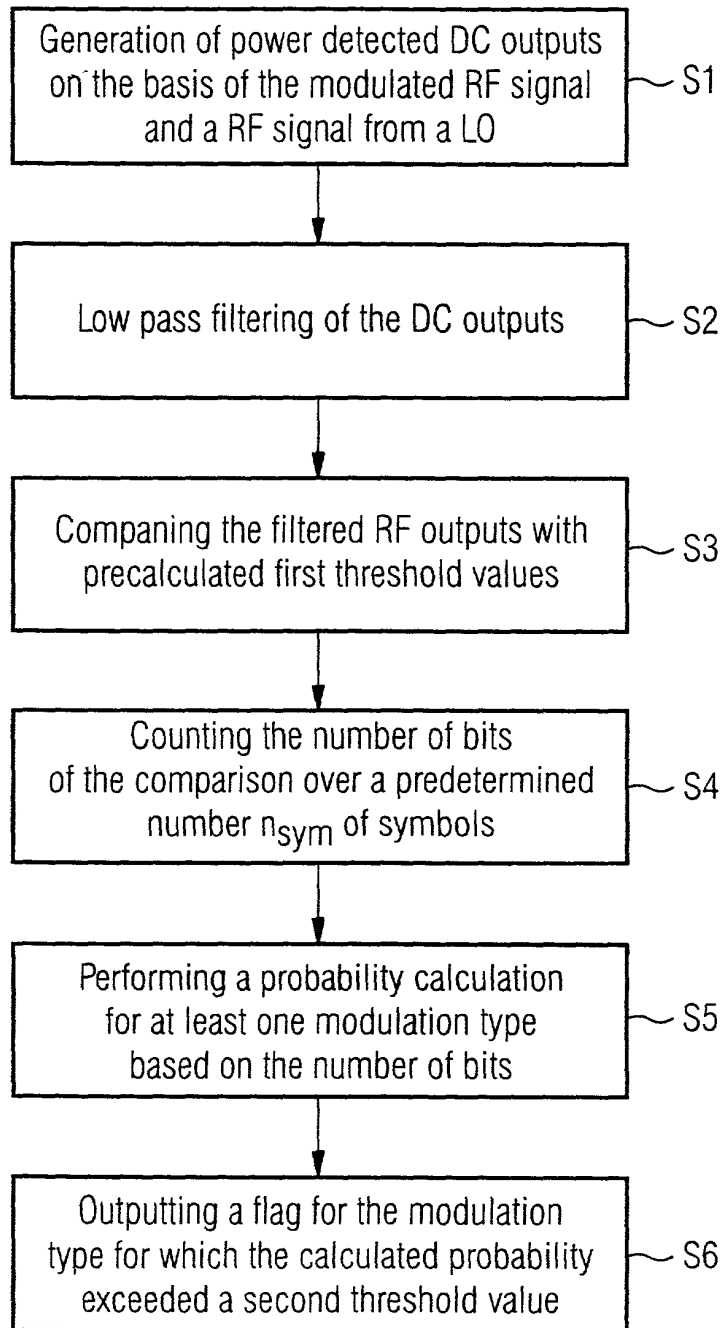 Generation of power detected DC outputs
on the basis of the modulated RF signal
and a RF signal from a LO
S1
Low pass filtering of the DC outputs
S2
Companing the filtered RF outputs with
precalculated first threshold values
S3
Counting the number of bits
of the comparison over a predetermined
number nsym of symbols
S4
Performing a probability calculation
for at least one modulation type
based on the number of bits
S5
Outputting a flag for the modulation
type for which the calculated probability
exceeded a second threshold value
S6